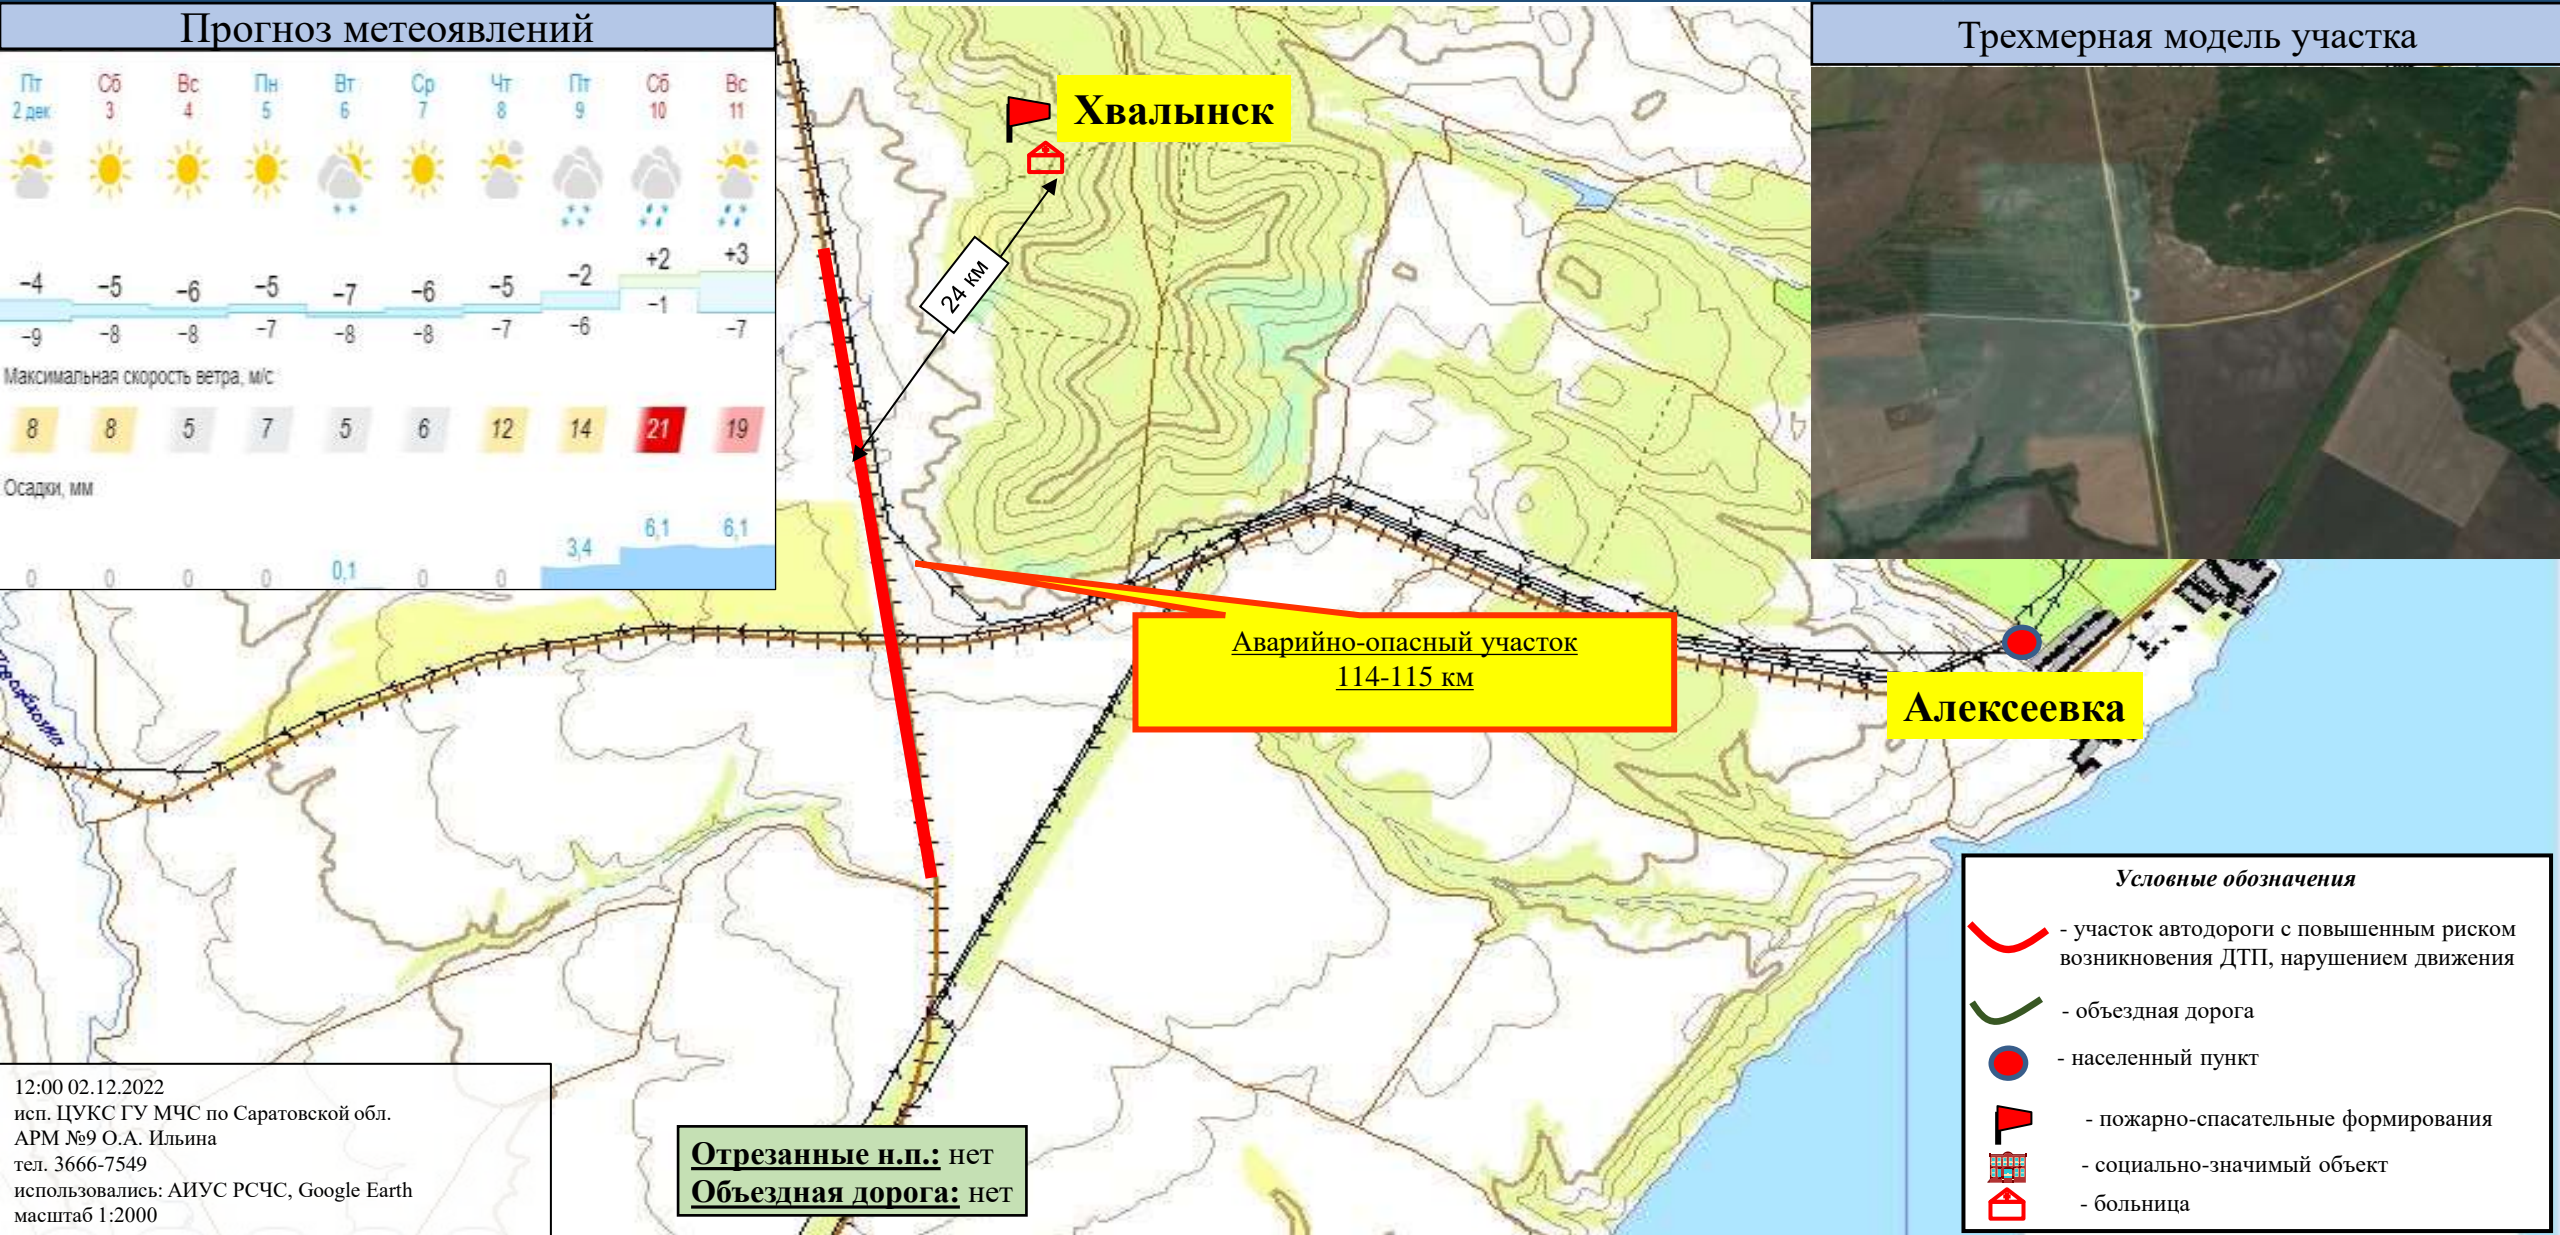 Прогноз метеоявлений
Пт Сб Вс Пн Вт Ср Чт Пт Сб Вс
2 дек 3 4 5 6 7 8 9 10 11
−4 −5 −6 −5 −7 −6 −5 −2 +2 +3
−9 −8 −8 −7 −8 −8 −7 −6 −1 −7
Максимальная скорость ветра, м/с
8 8 5 7 5 6 12 14 21 19
Осадки, мм
0 0 0 0 0,1 0 0 3,4 6,1 6,1
Хвалынск
24 км
Трехмерная модель участка
Аварийно-опасный участок
114-115 км
Алексеевка
Условные обозначения
- участок автодороги с повышенным риском
возникновения ДТП, нарушением движения
- объездная дорога
- населенный пункт
- пожарно-спасательные формирования
- социально-значимый объект
- больница
12:00 02.12.2022
исп. ЦУКС ГУ МЧС по Саратовской обл.
АРМ №9 О.А. Ильина
тел. 3666-7549
использовались: АИУС РСЧС, Google Earth
масштаб 1:2000
Отрезанные н.п.: нет
Объездная дорога: нет